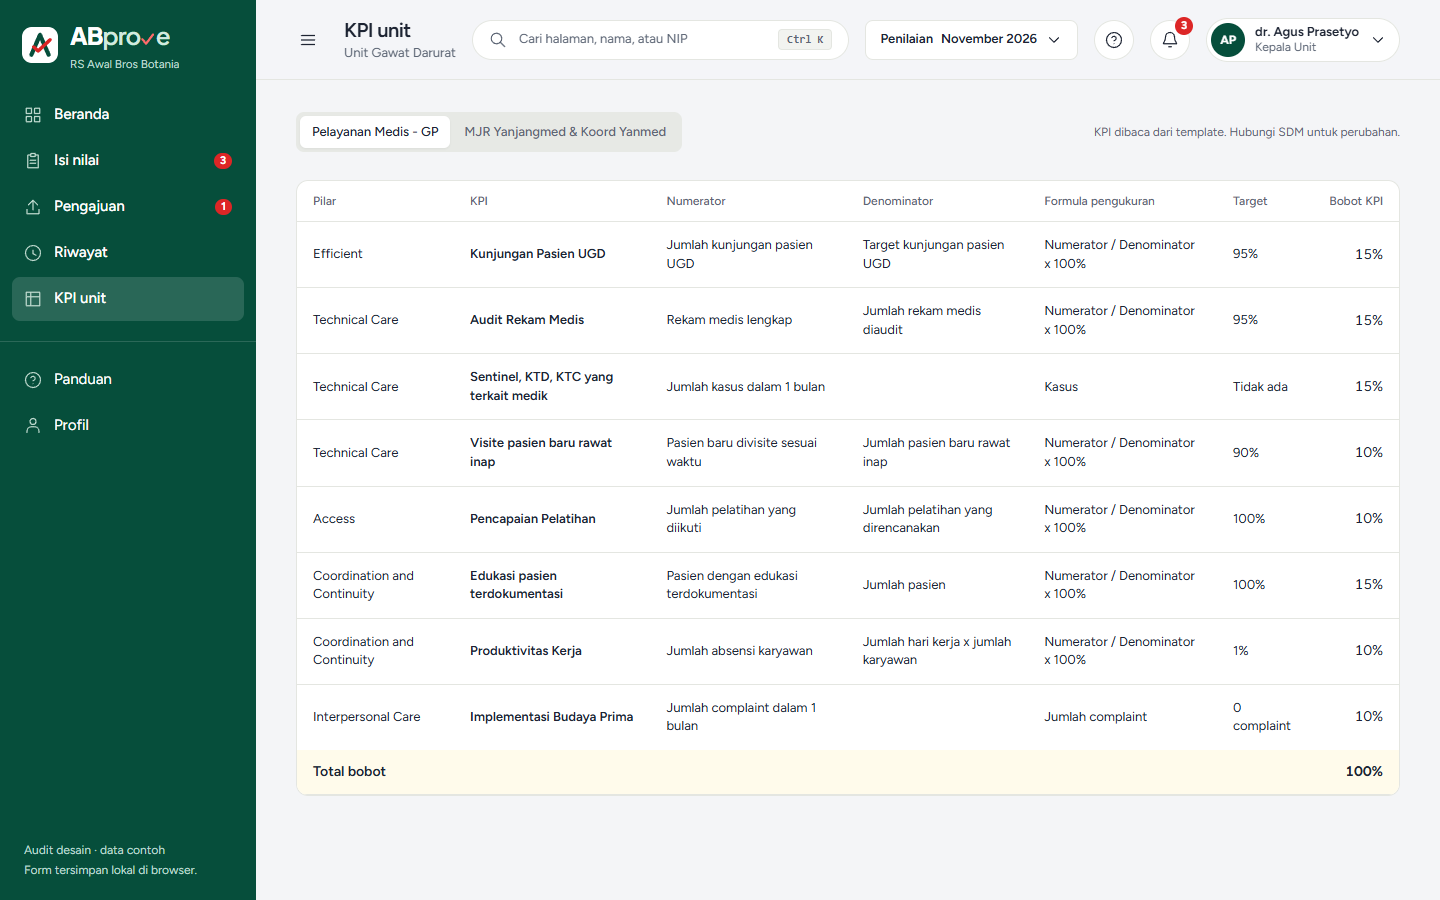 ABprove
RS Awal Bros Botania
Beranda
Isi nilai 3
Pengajuan 1
Riwayat
KPI unit
Panduan
Profil
Audit desain · data contoh
Form tersimpan lokal di browser.
KPI unit
Unit Gawat Darurat
Cari halaman, nama, atau NIP
Ctrl K
Penilaian November 2026
3
AP
dr. Agus Prasetyo
Kepala Unit
Pelayanan Medis - GP
MJR Yanjangmed & Koord Yanmed
KPI dibaca dari template. Hubungi SDM untuk perubahan.
Pilar KPI Numerator Denominator Formula pengukuran Target Bobot KPI
Efficient
Kunjungan Pasien UGD
Jumlah kunjungan pasien
UGD
Target kunjungan pasien
UGD
Numerator / Denominator
x 100%
95%
15%
Technical Care
Audit Rekam Medis
Rekam medis lengkap
Jumlah rekam medis
diaudit
Numerator / Denominator
x 100%
95%
15%
Technical Care
Sentinel, KTD, KTC yang
terkait medik
Jumlah kasus dalam 1 bulan
Kasus
Tidak ada
15%
Technical Care
Visite pasien baru rawat
inap
Pasien baru divisite sesuai
waktu
Jumlah pasien baru rawat
inap
Numerator / Denominator
x 100%
90%
10%
Access
Pencapaian Pelatihan
Jumlah pelatihan yang
diikuti
Jumlah pelatihan yang
direncanakan
Numerator / Denominator
x 100%
100%
10%
Coordination and
Continuity
Edukasi pasien
terdokumentasi
Pasien dengan edukasi
terdokumentasi
Jumlah pasien
Numerator / Denominator
x 100%
100%
15%
Coordination and
Continuity
Produktivitas Kerja
Jumlah absensi karyawan
Jumlah hari kerja x jumlah
karyawan
Numerator / Denominator
x 100%
1%
10%
Interpersonal Care
Implementasi Budaya Prima
Jumlah complaint dalam 1
bulan
Jumlah complaint
0
complaint
10%
Total bobot 100%